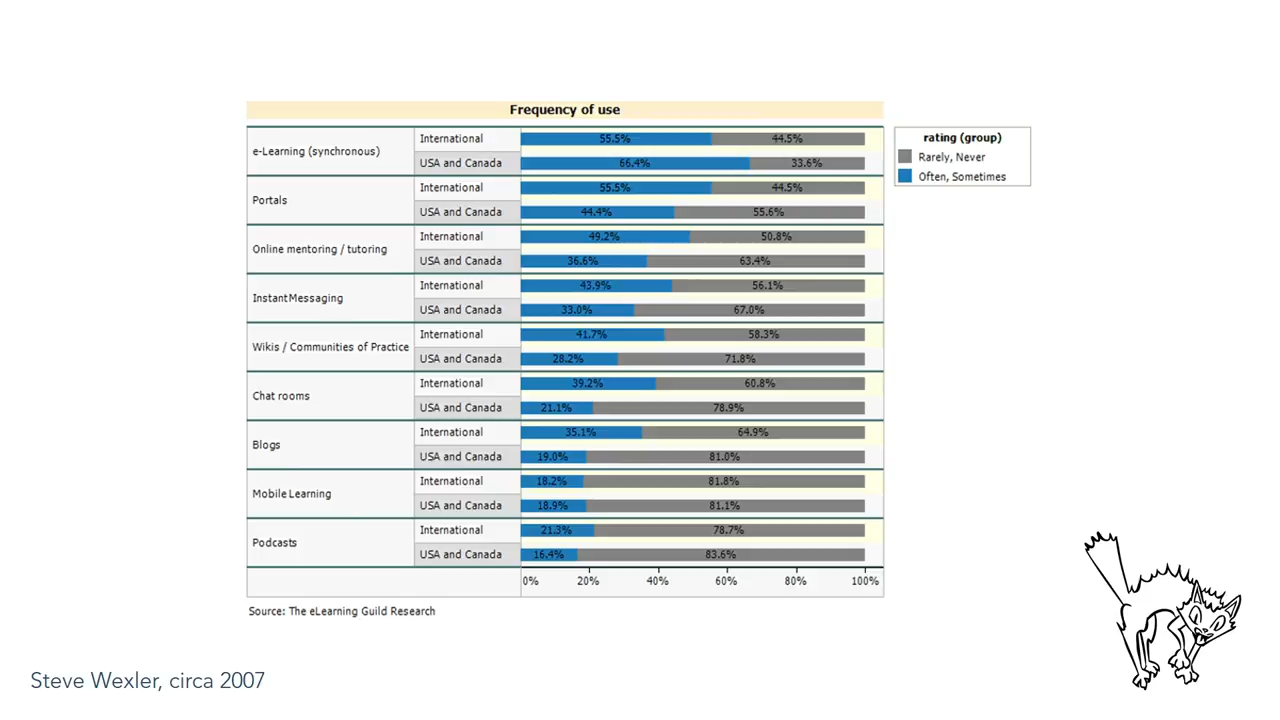 Frequency of use
rating (group)
Rarely, Never
Often, Sometimes
e-Learning (synchronous)
International 55.5% 44.5%
USA and Canada 66.4% 33.6%
Portals
International 55.5% 44.5%
USA and Canada 44.4% 55.6%
Online mentoring / tutoring
International 49.2% 50.8%
USA and Canada 36.6% 63.4%
InstantMessaging
International 43.9% 56.1%
USA and Canada 33.0% 67.0%
Wikis / Communities of Practice
International 41.7% 58.3%
USA and Canada 28.2% 71.8%
Chat rooms
International 39.2% 60.8%
USA and Canada 21.1% 78.9%
Blogs
International 35.1% 64.9%
USA and Canada 19.0% 81.0%
Mobile Learning
International 18.2% 81.8%
USA and Canada 18.9% 81.1%
Podcasts
International 21.3% 78.7%
USA and Canada 16.4% 83.6%
0% 20% 40% 60% 80% 100%
Source: The eLearning Guild Research
Steve Wexler, circa 2007